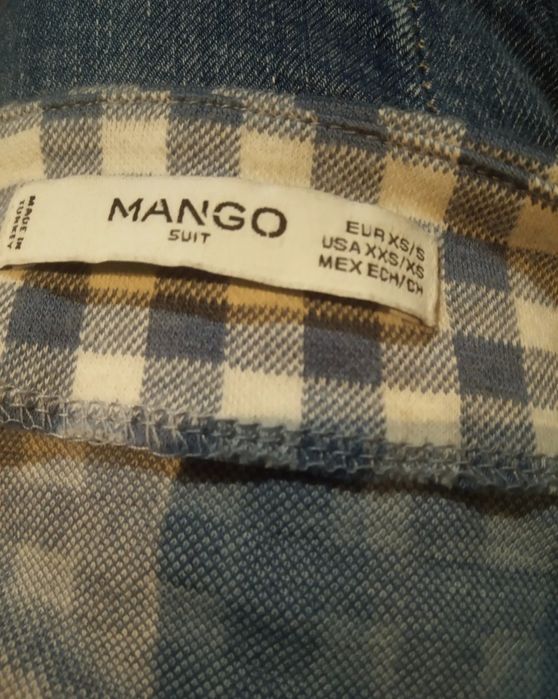 MADE IN
TURKEY
MANGO
SUIT
EUR XS/S
USA XXS/XS
MEX ECH/CH